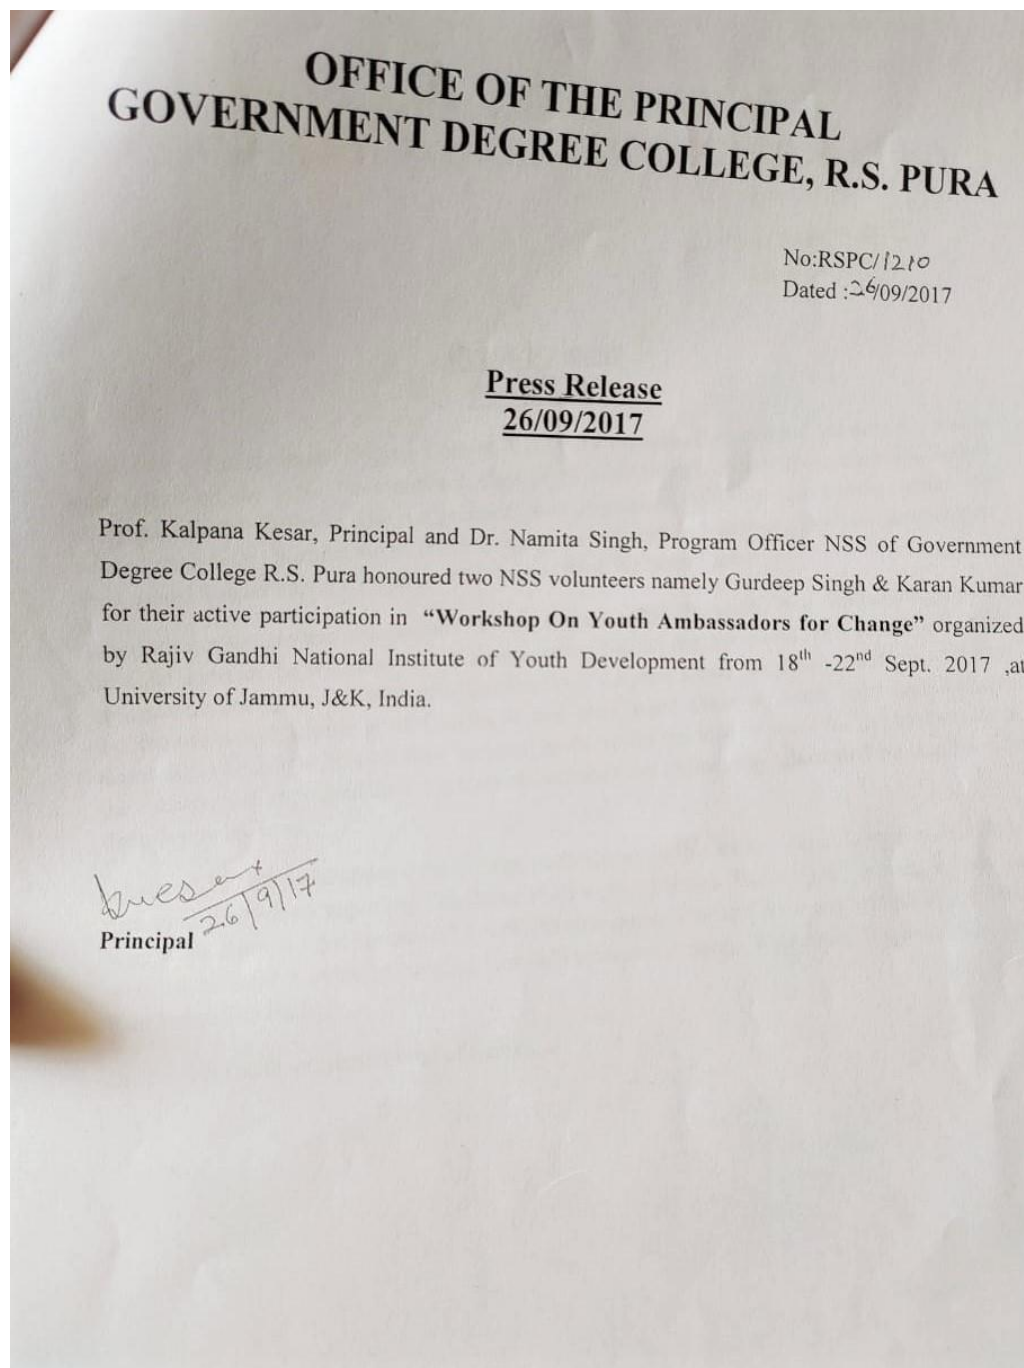 OFFICE OF THE PRINCIPAL
GOVERNMENT DEGREE COLLEGE, R.S. PURA
No:RSPC/1210
Dated :26/09/2017
Press Release
26/09/2017
Prof. Kalpana Kesar, Principal and Dr. Namita Singh, Program Officer NSS of Government
Degree College R.S. Pura honoured two NSS volunteers namely Gurdeep Singh & Karan Kumar
for their active participation in “Workshop On Youth Ambassadors for Change” organized
by Rajiv Gandhi National Institute of Youth Development from 18th -22nd Sept. 2017 ,at
University of Jammu, J&K, India.
26/9/17
Principal